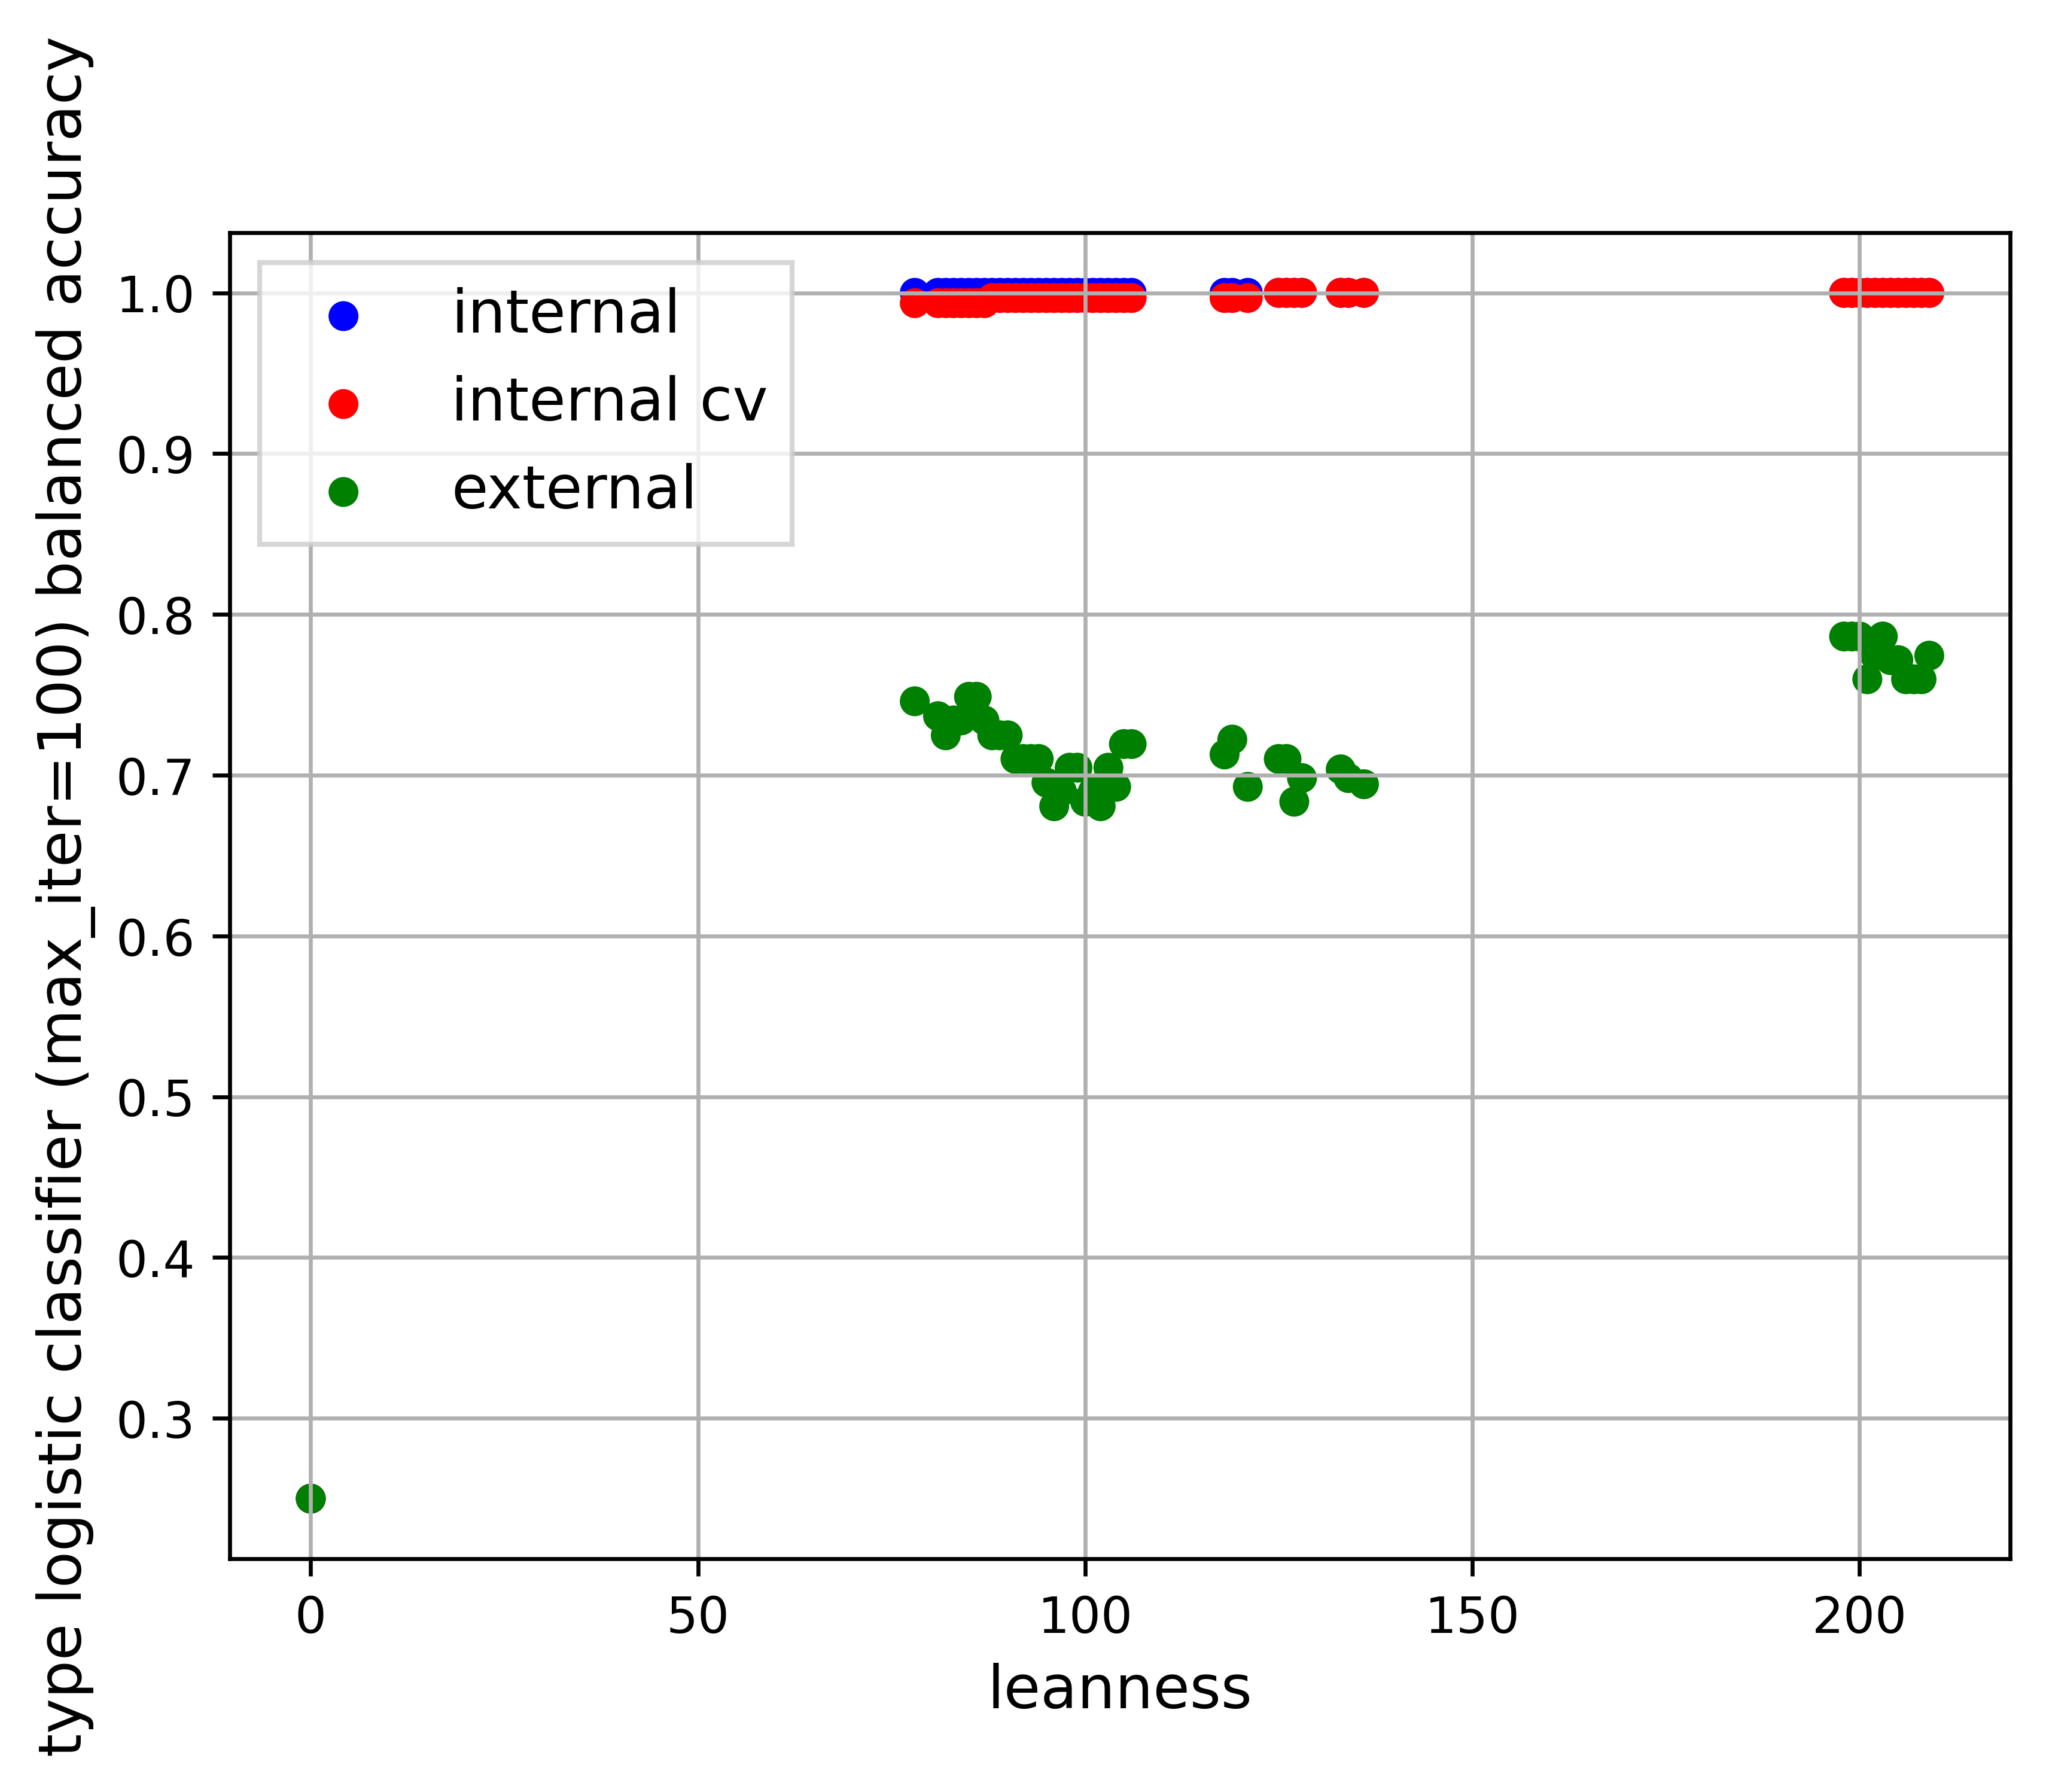 type logistic classifier (max_iter=100) balanced accuracy
1.0
0.9
0.8
0.7
0.6
0.5
0.4
0.3
internal
internal cv
external
0 50 100 150 200
leanness